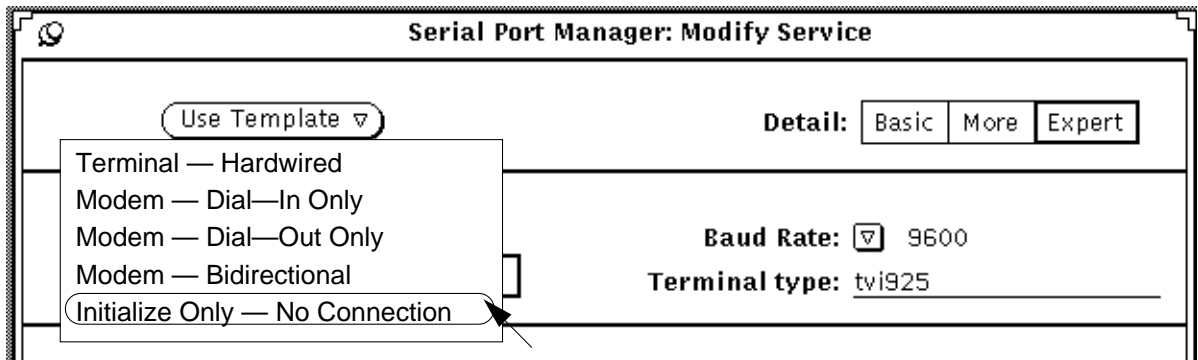 Serial Port Manager: Modify Service
Use Template
Detail: Basic More Expert
Terminal — Hardwired
Modem — Dial—In Only
Modem — Dial—Out Only
Modem — Bidirectional
Initialize Only — No Connection
Baud Rate: 9600
Terminal type: tvi925